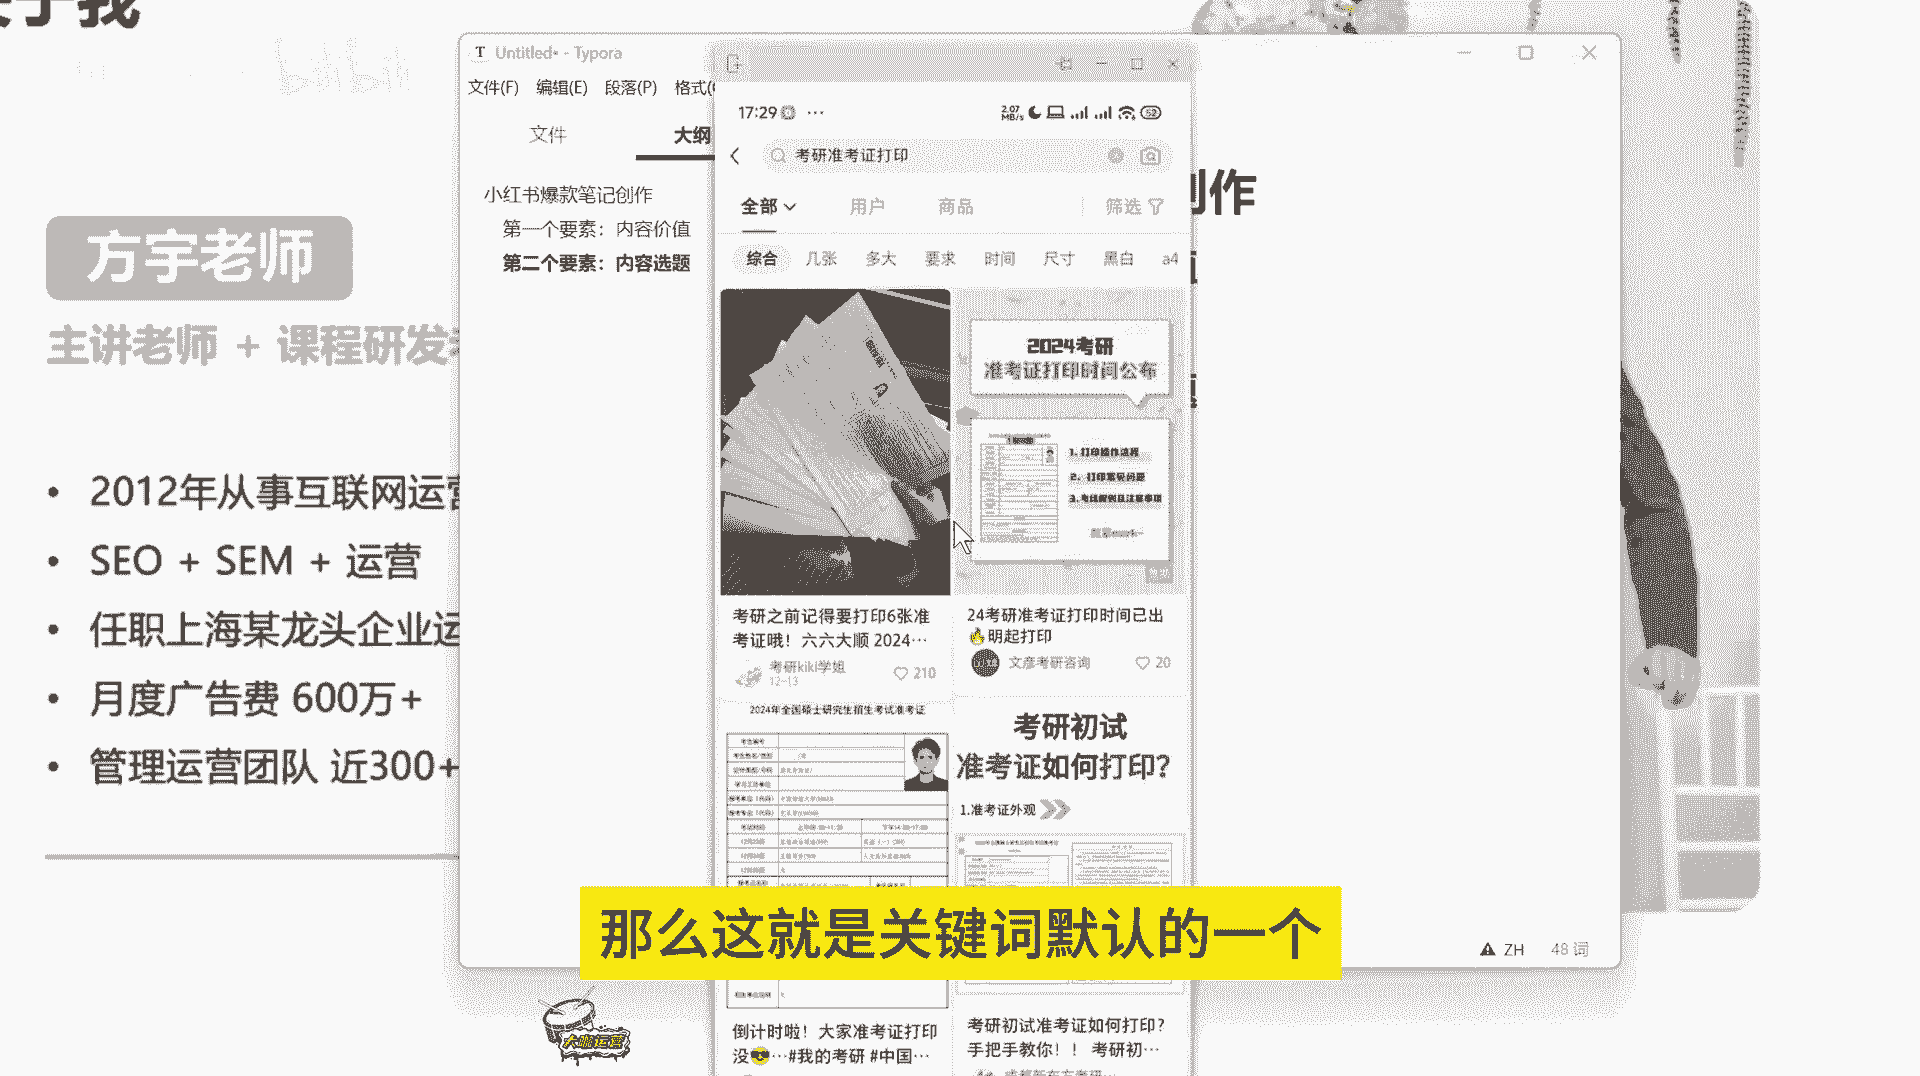 关于我
bilibili
方宇老师
主讲老师 + 课程研发
• 2012年从事互联网运营
• SEO + SEM + 运营
• 任职上海某龙头企业运
• 月度广告费 600万+
• 管理运营团队 近300+
Untitled• - Typora
文件(F) 编辑(E) 段落(P) 格式(
文件 大纲
小红书爆款笔记创作
第一个要素：内容价值
第二个要素：内容选题
创作
17:29 ···
2.07 MB/s 52
考研准考证打印
全部 用户 商品 筛选
综合 几张 多大 要求 时间 尺寸 黑白 a4
2024考研
准考证打印时间公布
1. 打印操作流程
2. 打印常见问题
考研之前记得要打印6张准
考证哦！六六大顺 2024…
考研kiki学姐
12-13
210
24考研准考证打印时间已出
🔥明起打印
文彦考研咨询 20
2024年全国硕士研究生招生考试准考证
考研初试
准考证如何打印？
1.准考证外观
那么这就是关键词默认的一个
倒计时啦！大家准考证打印
没😎…#我的考研 #中国…
考研初试准考证如何打印？
手把手教你！！ 考研初…
ZH 48 词
大咖运营